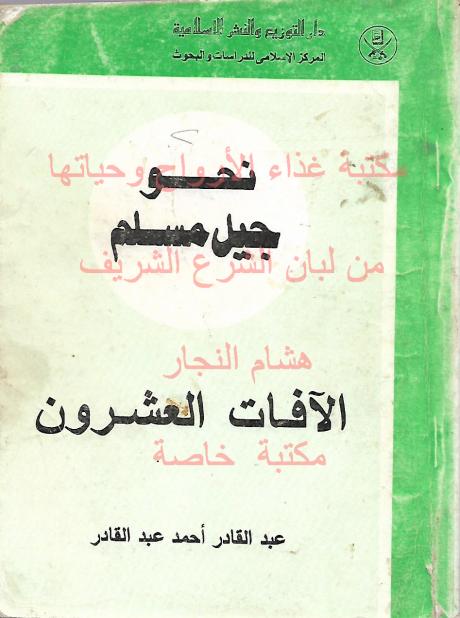 دار التوزيع والنشر الإسلامية
المركز الإسلامى للدراسات والبحوث
نحو
مكتبة غذاء الأرواح وحياتها
جيل مسلم
من لبان الشرع الشريف
هشام النجار
الآفات العشرون
مكتبة خاصة
عبد القادر أحمد عبد القادر